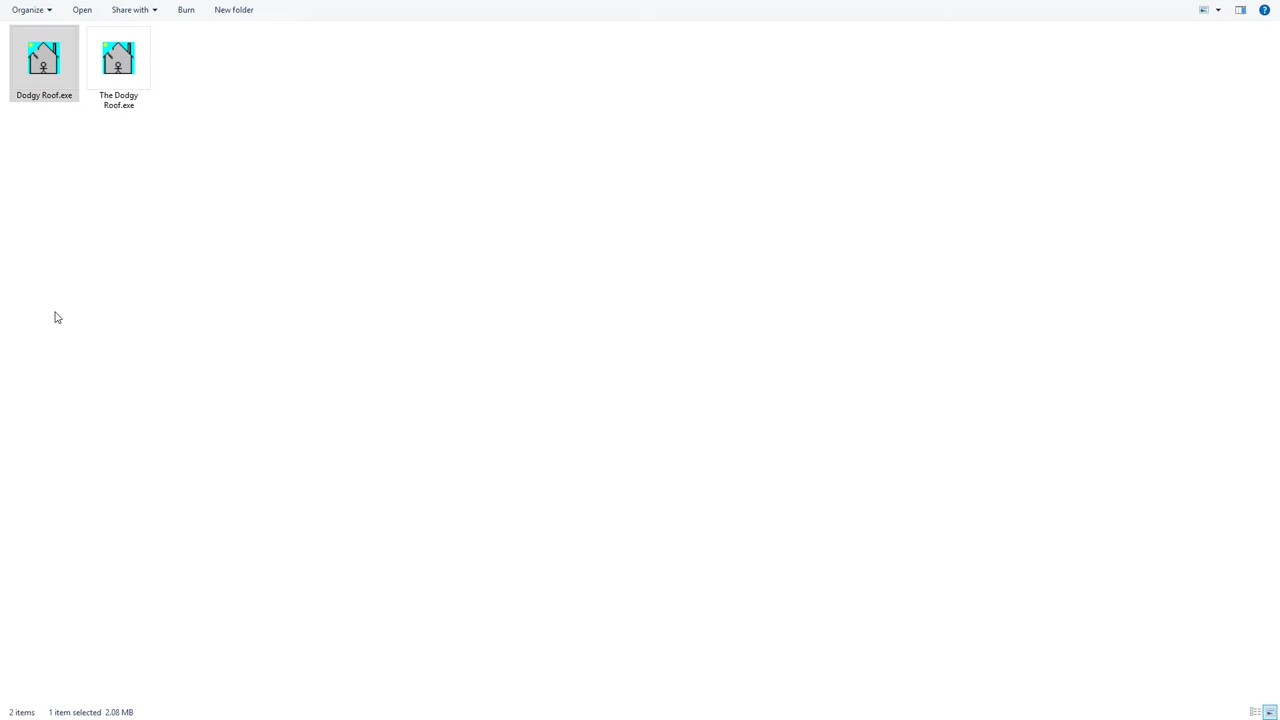 Organize Open Share with Burn New folder
Dodgy Roof.exe
The Dodgy
Roof.exe
2 items 1 item selected 2.08 MB